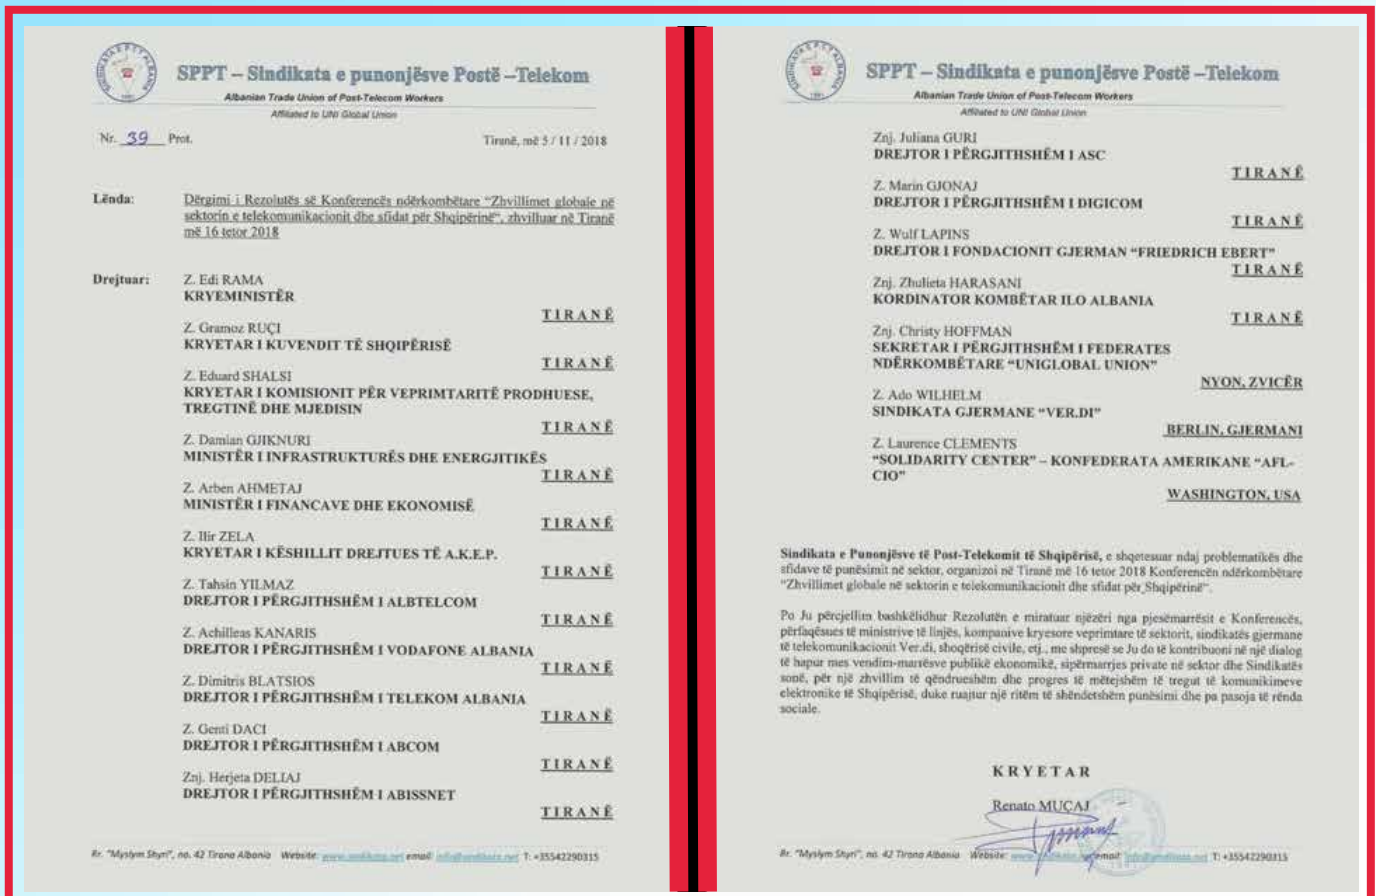 SPPT – Sindikata e punonjësve Postë –Telekom
Albanian Trade Union of Post-Telecom Workers
Affiliated to UNI Global Union
Nr. 39 Prot.
Tiranë, më 5 / 11 / 2018
Lënda:
Dërgimi i Rezolutës së Konferencës ndërkombëtare “Zhvillimet globale në
sektorin e telekomunikacionit dhe sfidat për Shqipërinë”, zhvilluar në Tiranë
më 16 tetor 2018
Drejtuar:
Z. Edi RAMA
KRYEMINISTËR
TIRANË
Z. Gramoz RUÇI
KRYETAR I KUVENDIT TË SHQIPËRISË
TIRANË
Z. Eduard SHALSI
KRYETAR I KOMISIONIT PËR VEPRIMTARITË PRODHUESE,
TREGTINË DHE MJEDISIN
TIRANË
Z. Damian GJIKNURI
MINISTËR I INFRASTRUKTURËS DHE ENERGJITIKËS
TIRANË
Z. Arben AHMETAJ
MINISTËR I FINANCAVE DHE EKONOMISË
TIRANË
Z. Ilir ZELA
KRYETAR I KËSHILLIT DREJTUES TË A.K.E.P.
TIRANË
Z. Tahsin YILMAZ
DREJTOR I PËRGJITHSHËM I ALBTELCOM
TIRANË
Z. Achilleas KANARIS
DREJTOR I PËRGJITHSHËM I VODAFONE ALBANIA
TIRANË
Z. Dimitris BLATSIOS
DREJTOR I PËRGJITHSHËM I TELEKOM ALBANIA
TIRANË
Z. Genti DACI
DREJTOR I PËRGJITHSHËM I ABCOM
TIRANË
Znj. Herjeta DELIAJ
DREJTOR I PËRGJITHSHËM I ABISSNET
TIRANË
Rr. “Myslym Shyri”, no. 42 Tirana Albania Website: www.sindikata.net email: info@sindikata.net T: +35542290315
SPPT – Sindikata e punonjësve Postë –Telekom
Albanian Trade Union of Post-Telecom Workers
Affiliated to UNI Global Union
Znj. Juliana GURI
DREJTOR I PËRGJITHSHËM I ASC
TIRANË
Z. Marin GJONAJ
DREJTOR I PËRGJITHSHËM I DIGICOM
TIRANË
Z. Wulf LAPINS
DREJTOR I FONDACIONIT GJERMAN “FRIEDRICH EBERT”
TIRANË
Znj. Zhulieta HARASANI
KORDINATOR KOMBËTAR ILO ALBANIA
TIRANË
Znj. Christy HOFFMAN
SEKRETAR I PËRGJITHSHËM I FEDERATES
NDËRKOMBËTARE “UNIGLOBAL UNION”
NYON, ZVICËR
Z. Ado WILHELM
SINDIKATA GJERMANE “VER.DI”
BERLIN, GJERMANI
Z. Laurence CLEMENTS
“SOLIDARITY CENTER” – KONFEDERATA AMERIKANE “AFL-
CIO”
WASHINGTON, USA
Sindikata e Punonjësve të Post-Telekomit të Shqipërisë, e shqetesuar ndaj problematikës dhe
sfidave të punësimit në sektor, organizoi në Tiranë më 16 tetor 2018 Konferencën ndërkombëtare
“Zhvillimet globale në sektorin e telekomunikacionit dhe sfidat për Shqipërinë”.
Po Ju përcjellim bashkëlidhur Rezolutën e miratuar njëzëri nga pjesëmarrësit e Konferencës,
përfaqësues të ministrive të linjës, kompanive kryesore veprimtare të sektorit, sindikatës gjermane
të telekomunikacionit Ver.di, shoqërisë civile, etj., me shpresë se Ju do të kontribuoni në një dialog
të hapur mes vendim-marrësve publikë ekonomikë, sipërmarrjes private në sektor dhe Sindikatës
sonë, për një zhvillim të qëndrueshëm dhe progres të mëtejshëm të tregut të komunikimeve
elektronike të Shqipërisë, duke ruajtur një ritëm të shëndetshëm punësimi dhe pa pasoja të rënda
sociale.
KRYETAR
Renato MUÇAJ
Rr. “Myslym Shyri”, no. 42 Tirana Albania Website: email: T: +35542290315